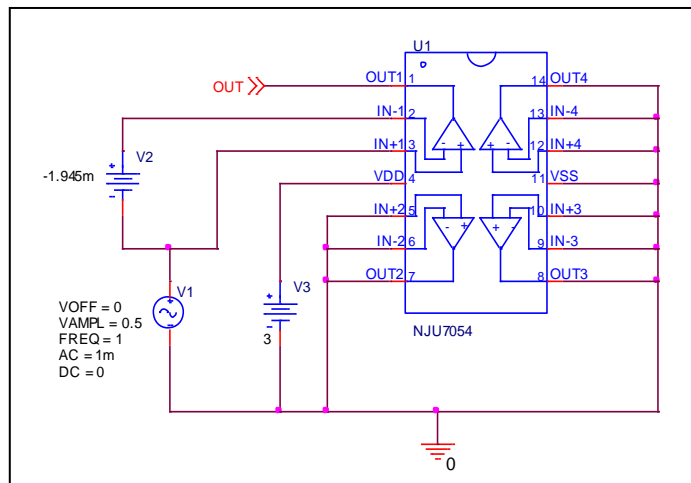 U1
OUT
OUT1 1 14 OUT4
IN-1 2 13 IN-4
IN+1 3 12 IN+4
V2
-1.945m
VDD 4 11 VSS
IN+2 5 10 IN+3
IN-2 6 9 IN-3
OUT2 7 8 OUT3
V1
V3
VOFF = 0
VAMPL = 0.5
FREQ = 1
AC = 1m
DC = 0
3
NJU7054
0